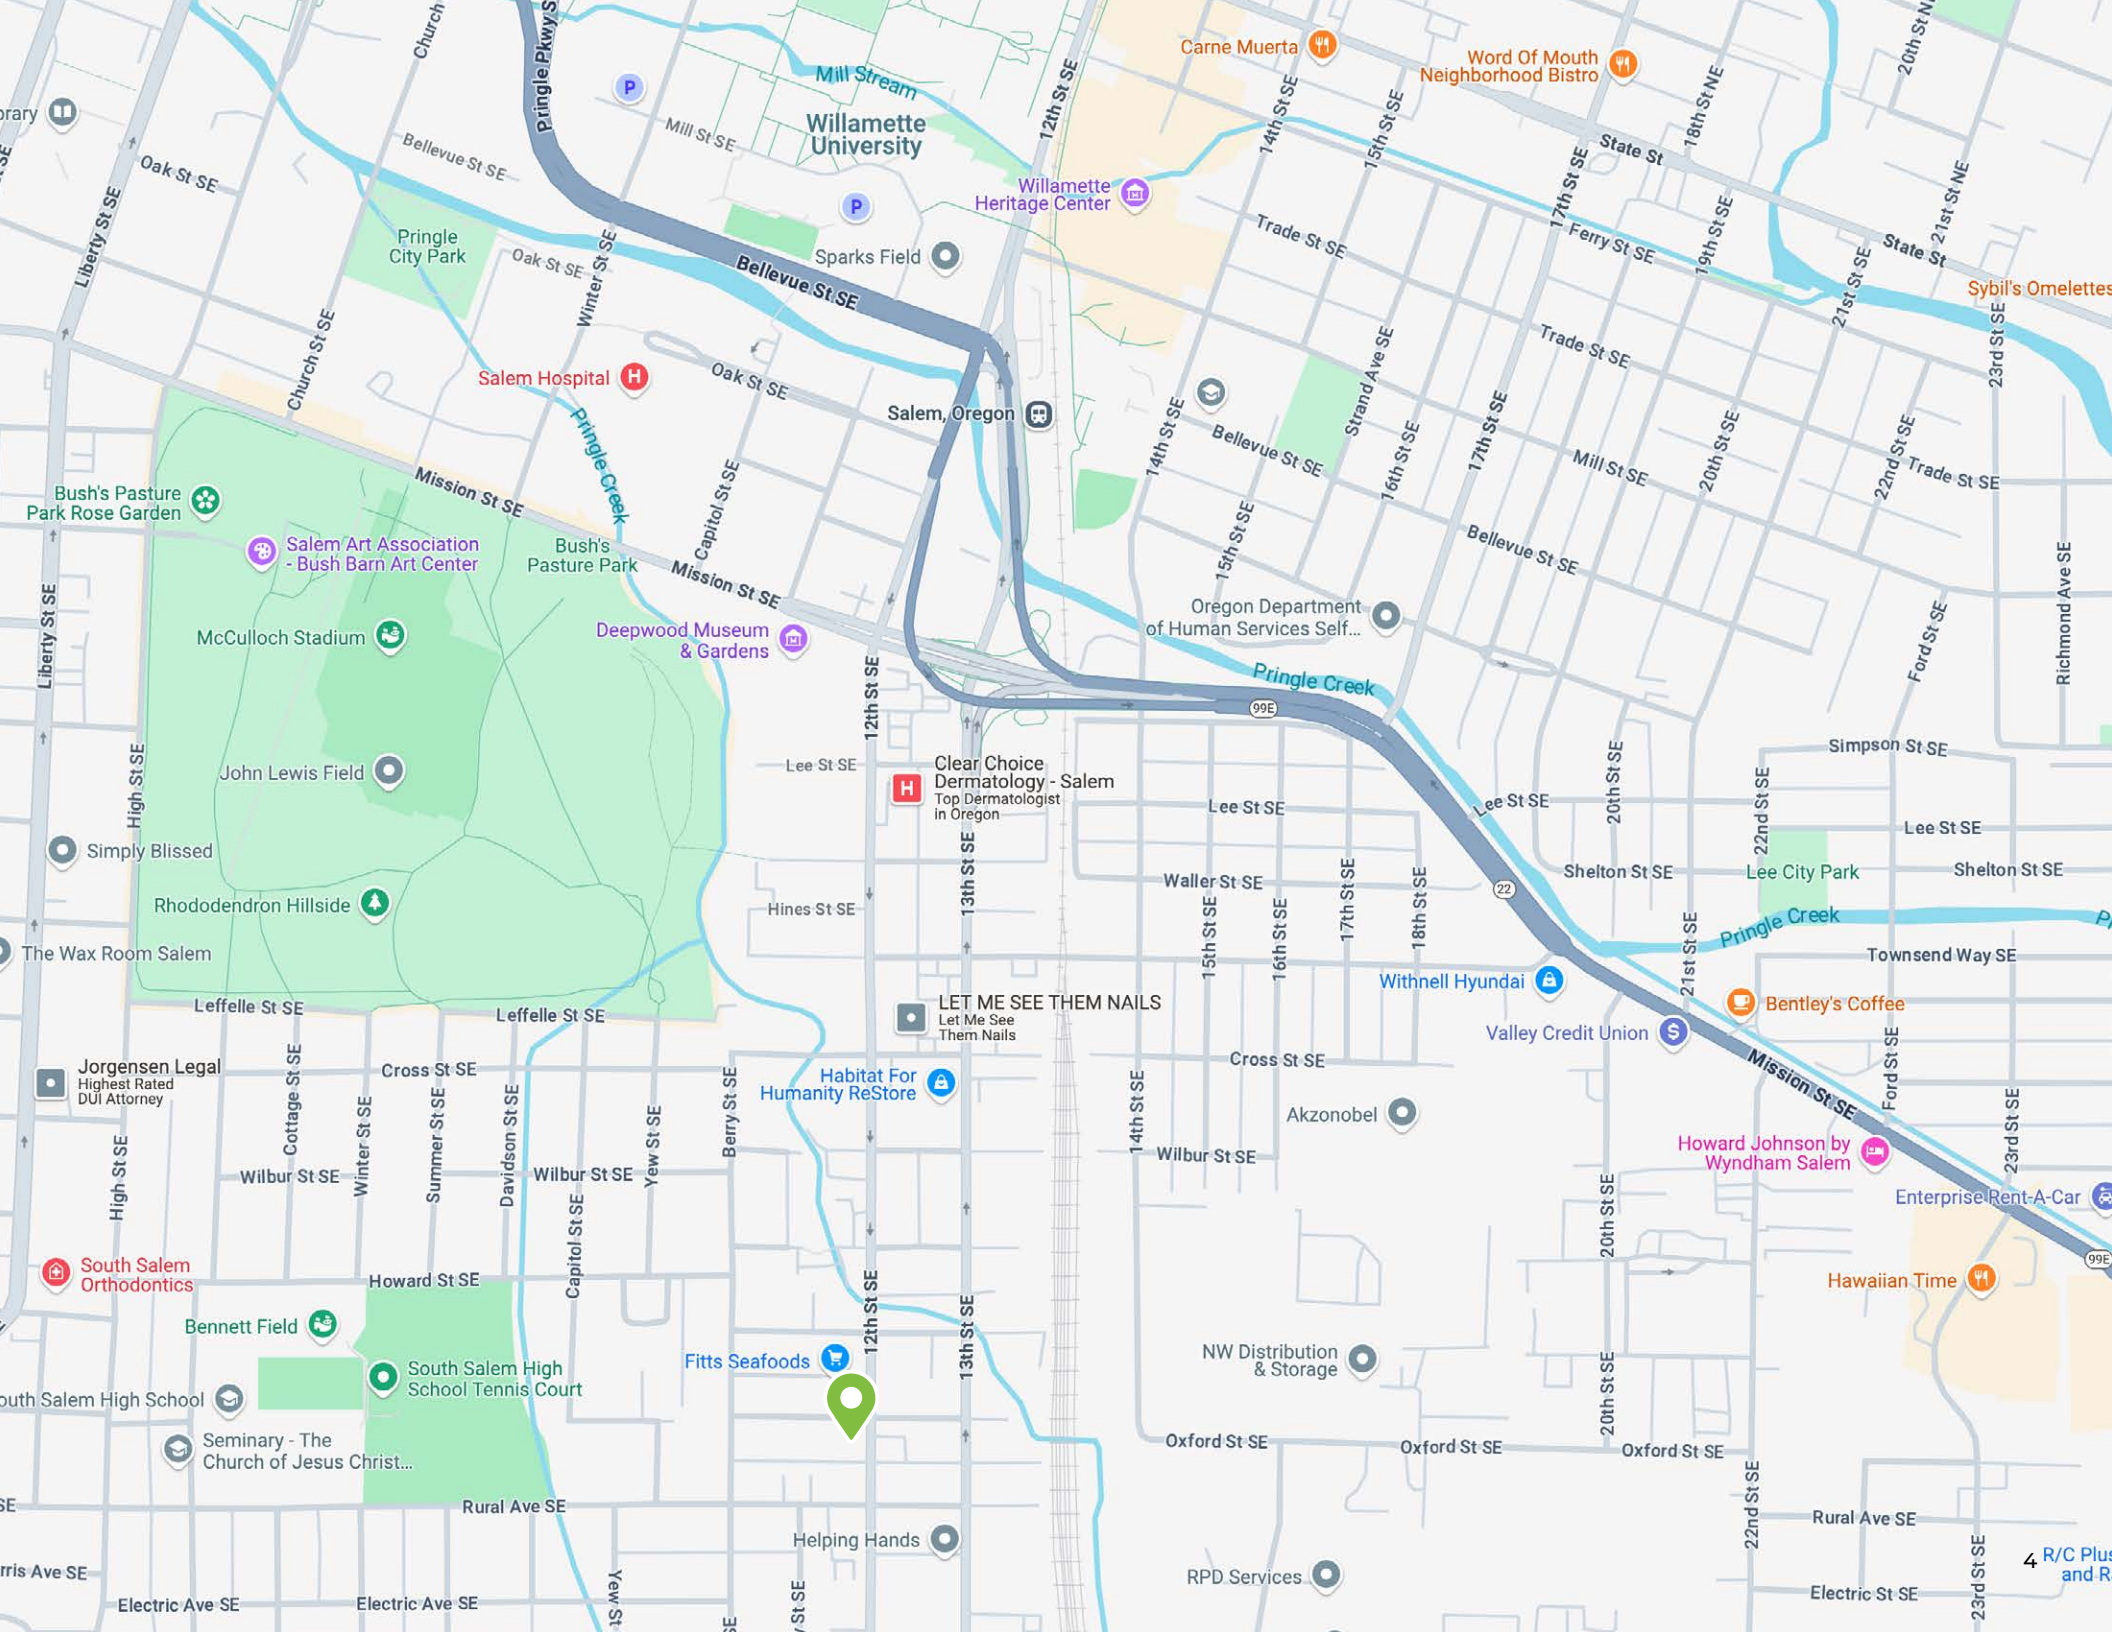 Church
Pringle Pkwy S
Mill Stream
12th St SE
Carne Muerta
Word Of Mouth
Neighborhood Bistro
20th St N
P
brary
Bellevue St SE
Mill St SE
Willamette
University
14th St SE
15th St SE
18th St NE
State St
Oak St SE
Liberty St SE
Willamette
Heritage Center
P
17th St SE
19th St SE
21st St NE
Pringle
City Park
Oak St SE
Winter St SE
Sparks Field
Trade St SE
Ferry St SE
State St
Bellevue St SE
21st St SE
Sybil's Omelettes
Church St SE
Salem Hospital
H
Oak St SE
Trade St SE
Strand Ave SE
23rd St SE
Salem, Oregon
14th St SE
Bellevue St SE
16th St SE
17th St SE
Mill St SE
20th St SE
22nd St SE
Trade St SE
Pringle Creek
Mission St SE
Capitol St SE
Bush's Pasture
Park Rose Garden
Salem Art Association
- Bush Barn Art Center
Bush's
Pasture Park
Mission St SE
15th St SE
Bellevue St SE
Richmond Ave SE
Liberty St SE
McCulloch Stadium
Deepwood Museum
& Gardens
Oregon Department
of Human Services Self...
Ford St SE
12th St SE
Pringle Creek
99E
High St SE
John Lewis Field
Lee St SE
H
Clear Choice
Dermatology - Salem
Top Dermatologist
in Oregon
Lee St SE
Lee St SE
20th St SE
22nd St SE
Simpson St SE
Lee St SE
Simply Blissed
13th St SE
Waller St SE
17th St SE
18th St SE
22
Shelton St SE
Lee City Park
Shelton St SE
Rhododendron Hillside
Hines St SE
15th St SE
16th St SE
21st St SE
Pringle Creek
P
The Wax Room Salem
Townsend Way SE
Withnell Hyundai
Leffelle St SE
Leffelle St SE
LET ME SEE THEM NAILS
Let Me See
Them Nails
Bentley's Coffee
Valley Credit Union
$
Jorgensen Legal
Highest Rated
DUI Attorney
Cottage St SE
Cross St SE
Cross St SE
Mission St SE
Ford St SE
Winter St SE
Summer St SE
Davidson St SE
Yew St SE
Berry St SE
Habitat For
Humanity ReStore
14th St SE
Akzonobel
23rd St SE
High St SE
Wilbur St SE
Wilbur St SE
Wilbur St SE
Howard Johnson by
Wyndham Salem
Enterprise Rent-A-Car
Capitol St SE
20th St SE
South Salem
Orthodontics
Howard St SE
12th St SE
13th St SE
99E
Hawaiian Time
Bennett Field
Fitts Seafoods
NW Distribution
& Storage
20th St SE
South Salem High
School Tennis Court
outh Salem High School
Seminary - The
Church of Jesus Christ...
Oxford St SE
Oxford St SE
Oxford St SE
SE
Rural Ave SE
22nd St SE
Rural Ave SE
Helping Hands
23rd St SE
4
R/C Plus
and R
rris Ave SE
Yew St
y St SE
RPD Services
Electric Ave SE
Electric Ave SE
SE
Electric St SE